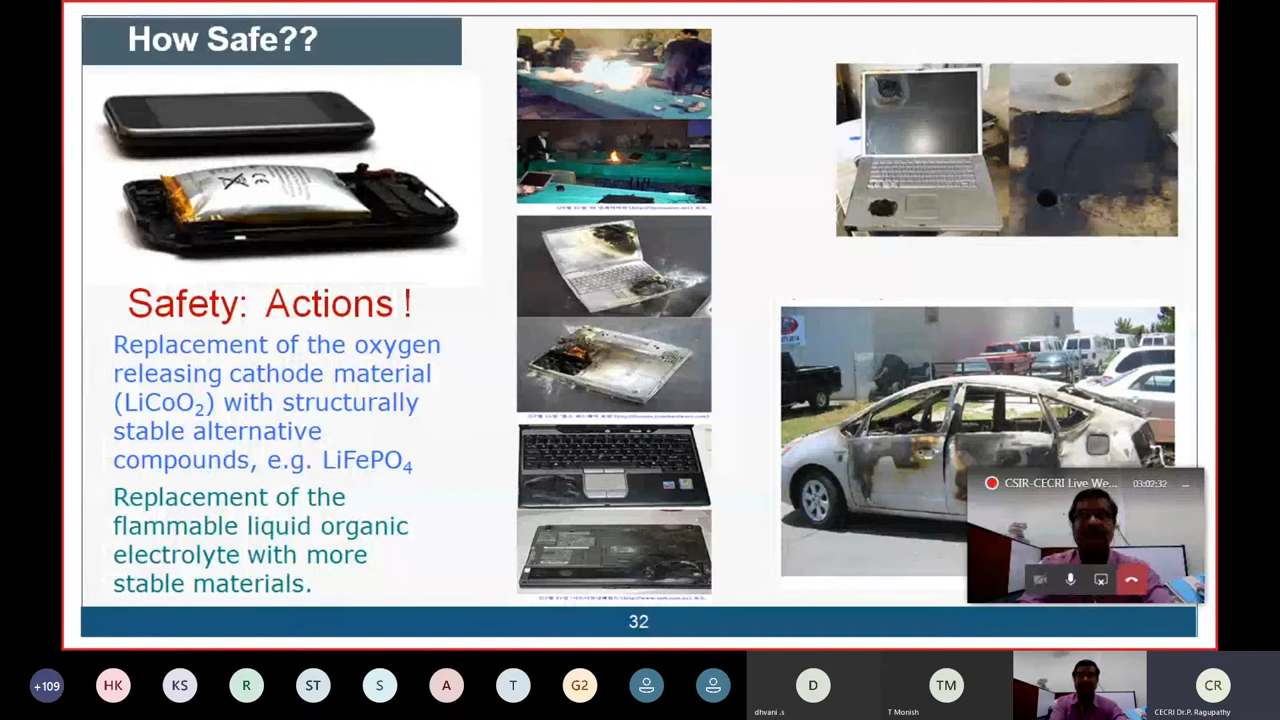 How Safe??
Safety: Actions !
Replacement of the oxygen
releasing cathode material
(LiCoO₂) with structurally
stable alternative
compounds, e.g. LiFePO₄
Replacement of the
flammable liquid organic
electrolyte with more
stable materials.
32
CSIR-CECRI Live We...
03:02:32
+109
HK
KS
R
ST
S
A
T
G2
D
dhvani .s
TM
T Monish
CR
CECRI Dr.P. Ragupathy